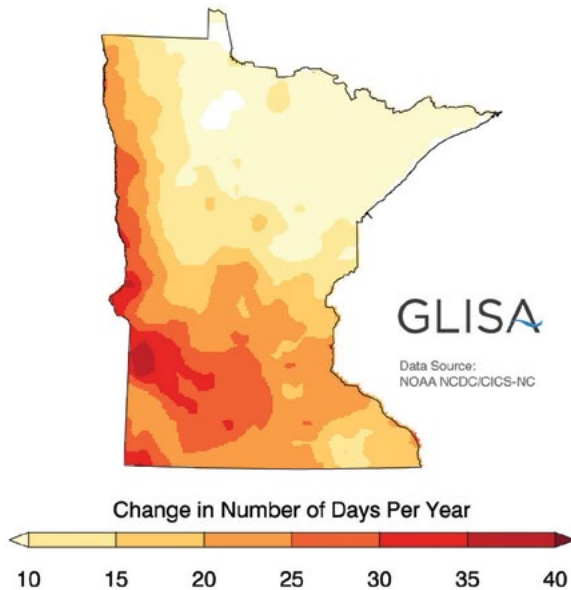 GLISA
Data Source:
NOAA NCDC/CICS-NC
Change in Number of Days Per Year
10 15 20 25 30 35 40